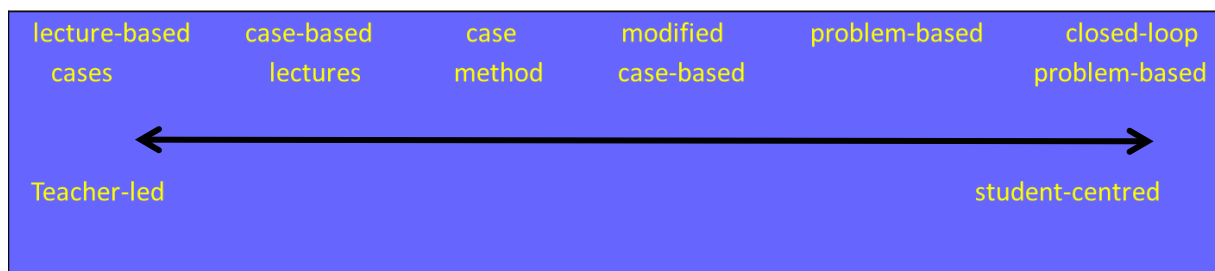 lecture-based case-based case modified problem-based closed-loop
cases lectures method case-based problem-based
Teacher-led student-centred